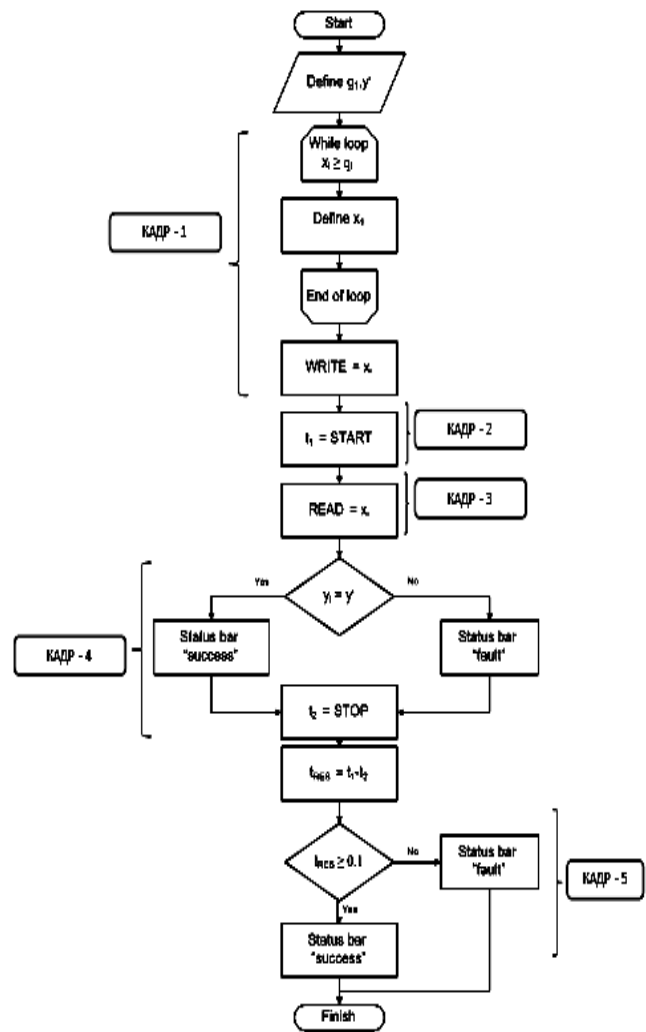 Start
Define g₁,y'
While loop
xᵢ ≥ gᵢ
КАДР - 1
Define x₁
End of loop
WRITE = xᵢ
t₁ = START
КАДР - 2
READ = xᵢ
КАДР - 3
Yes
yᵢ = y'
No
Status bar
"success"
Status bar
"fault"
КАДР - 4
t₂ = STOP
tRES = t₁-t₂
tRES ≥ 0.1
No
Status bar
"fault"
КАДР - 5
Yes
Status bar
"success"
Finish